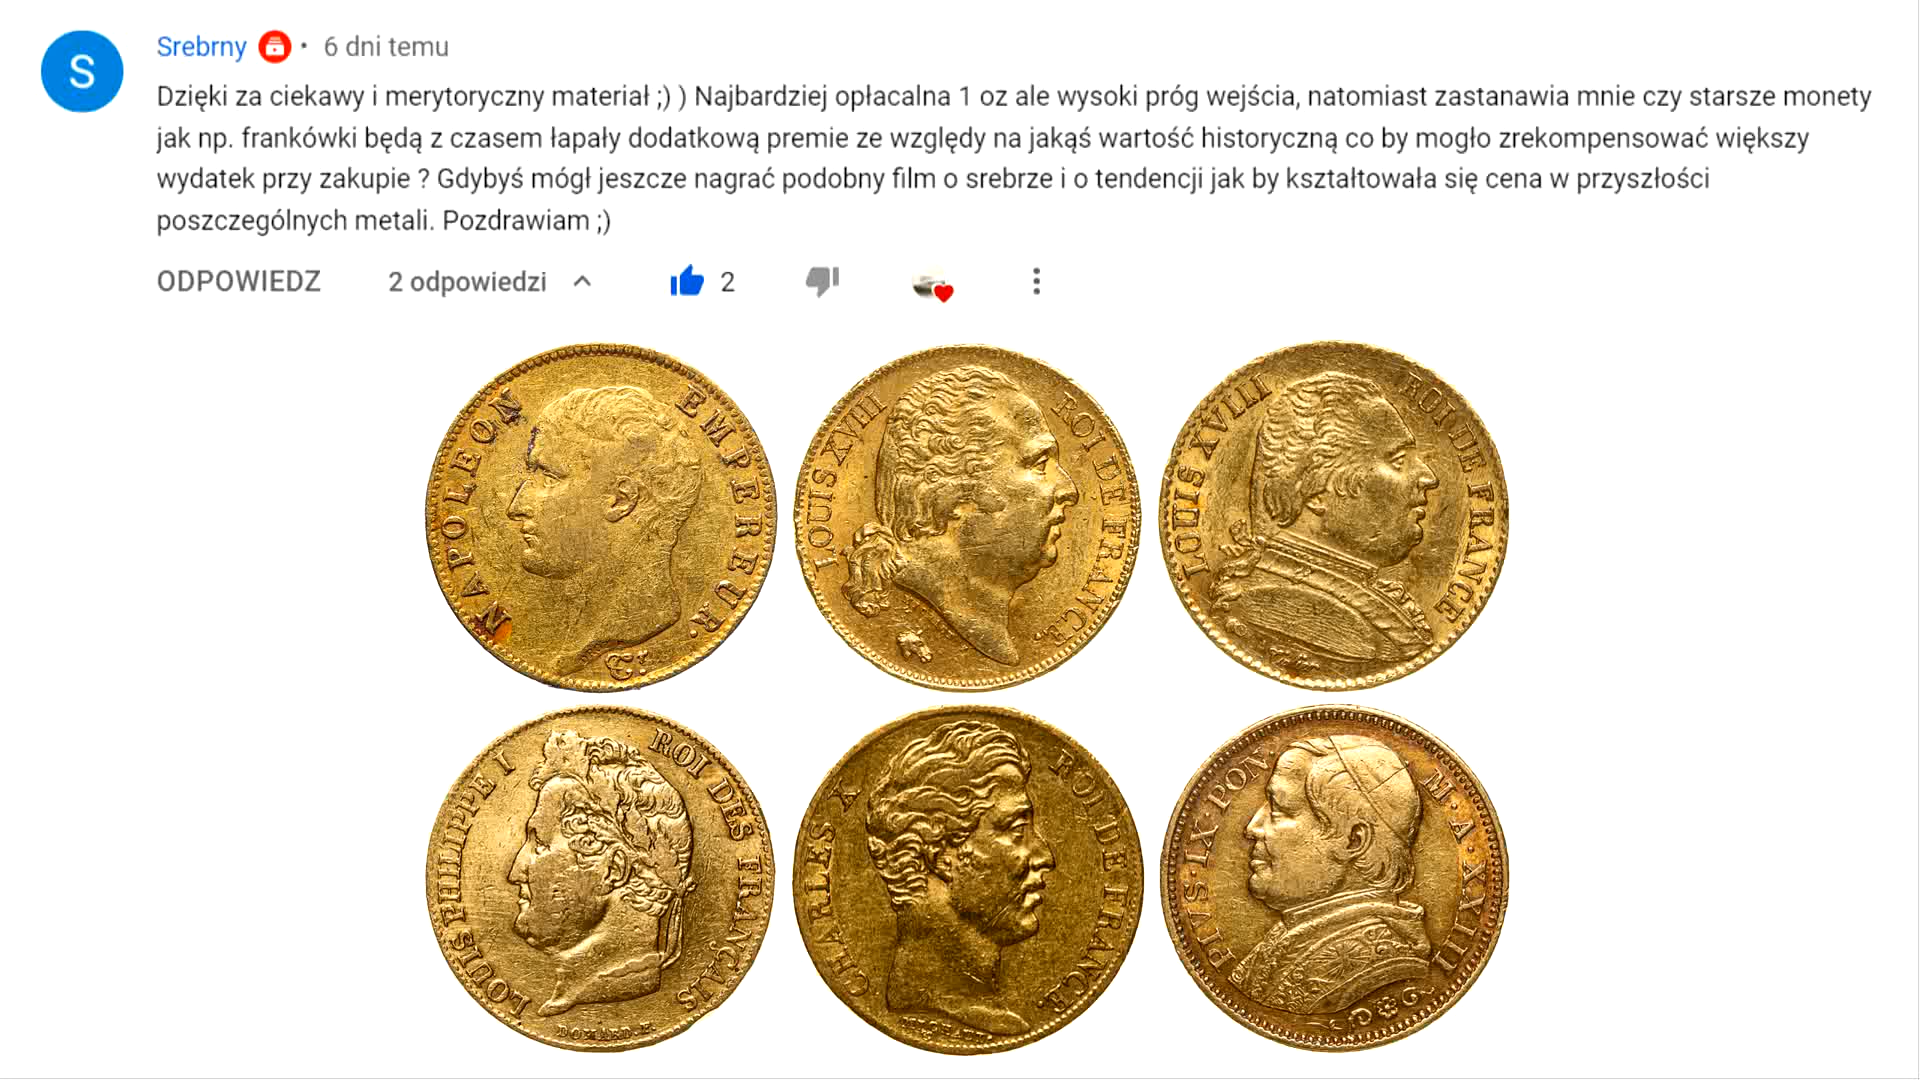 S
Srebrny • 6 dni temu
Dzięki za ciekawy i merytoryczny materiał ;) ) Najbardziej opłacalna 1 oz ale wysoki próg wejścia, natomiast zastanawia mnie czy starsze monety
jak np. frankówki będą z czasem łapały dodatkową premie ze względy na jakąś wartość historyczną co by mogło zrekompensować większy
wydatek przy zakupie ? Gdybyś mógł jeszcze nagrać podobny film o srebrze i o tendencji jak by kształtowała się cena w przyszłości
poszczególnych metali. Pozdrawiam ;)
ODPOWIEDZ 2 odpowiedzi 2
NAPOLEON EMPEREUR.
LOUIS XVIII ROI DE FRANCE.
LOUIS XVIII ROI DE FRANCE
LOUIS PHILIPPE I ROI DES FRANÇAIS
DOMARD. F.
CHARLES X ROI DE FRANCE.
PIVS·IX·PON· M·A·XXIII